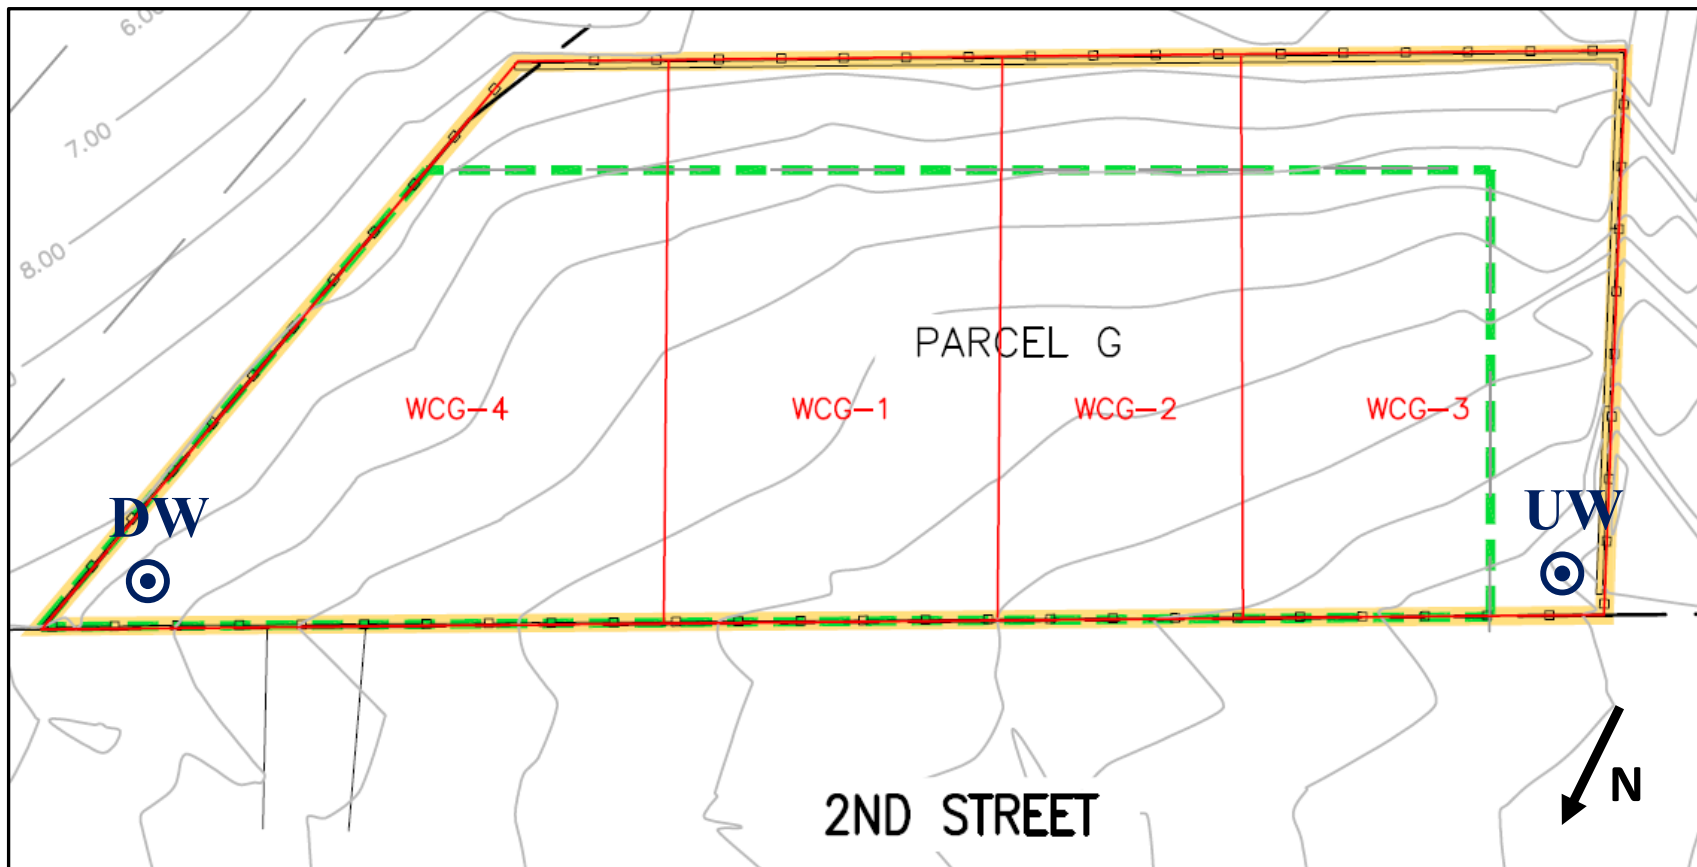 6.00
7.00
8.00
PARCEL G
WCG-4
WCG-1
WCG-2
WCG-3
DW
UW
N
2ND STREET